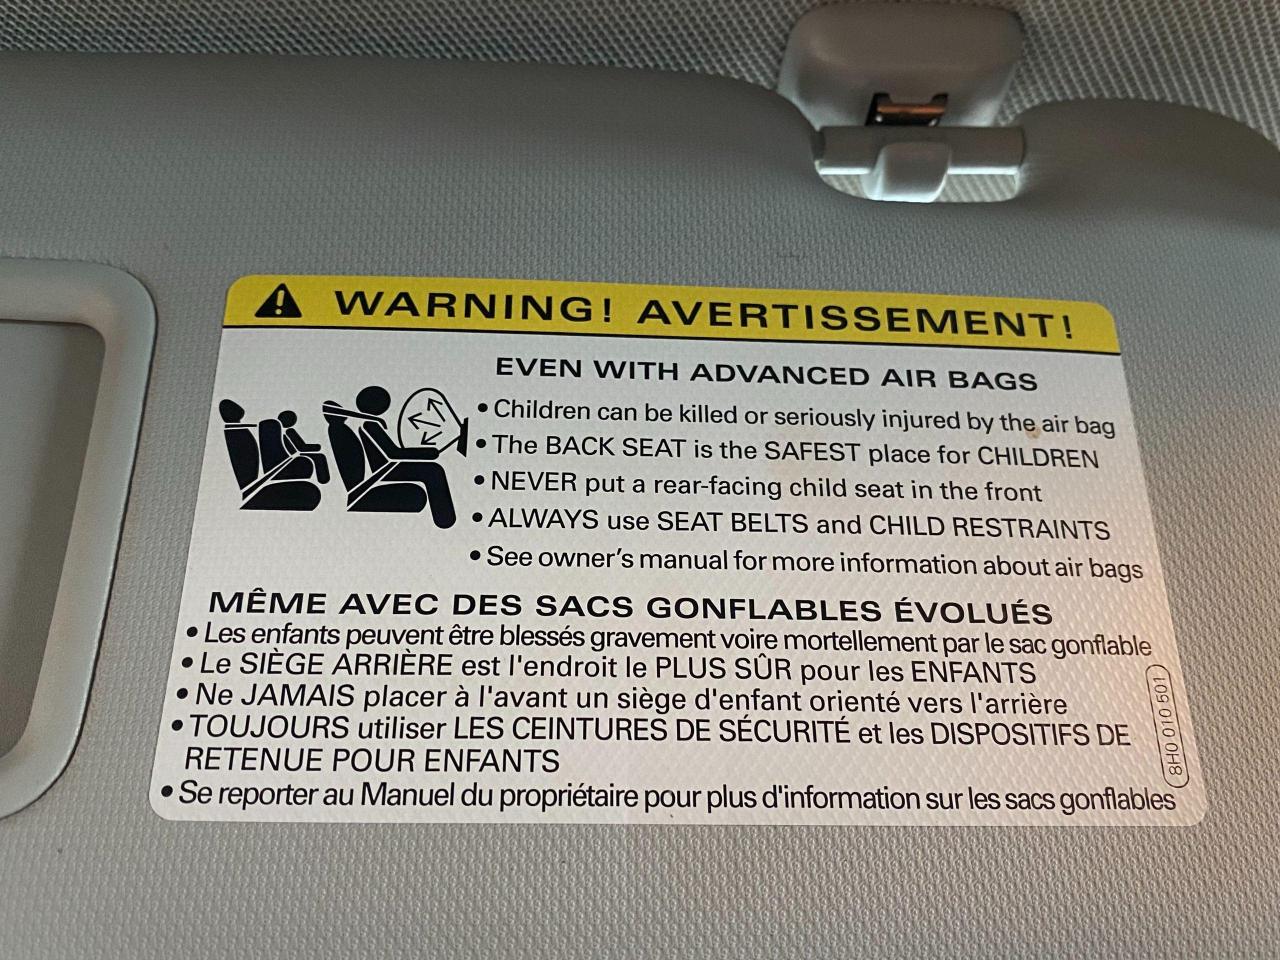 WARNING! AVERTISSEMENT!
EVEN WITH ADVANCED AIR BAGS
• Children can be killed or seriously injured by the air bag
• The BACK SEAT is the SAFEST place for CHILDREN
• NEVER put a rear-facing child seat in the front
• ALWAYS use SEAT BELTS and CHILD RESTRAINTS
• See owner's manual for more information about air bags
MÊME AVEC DES SACS GONFLABLES ÉVOLUÉS
• Les enfants peuvent être blessés gravement voire mortellement par le sac gonflable
• Le SIÈGE ARRIÈRE est l'endroit le PLUS SÛR pour les ENFANTS
• Ne JAMAIS placer à l'avant un siège d'enfant orienté vers l'arrière
• TOUJOURS utiliser LES CEINTURES DE SÉCURITÉ et les DISPOSITIFS DE
RETENUE POUR ENFANTS
• Se reporter au Manuel du propriétaire pour plus d'information sur les sacs gonflables
8H0 010 501